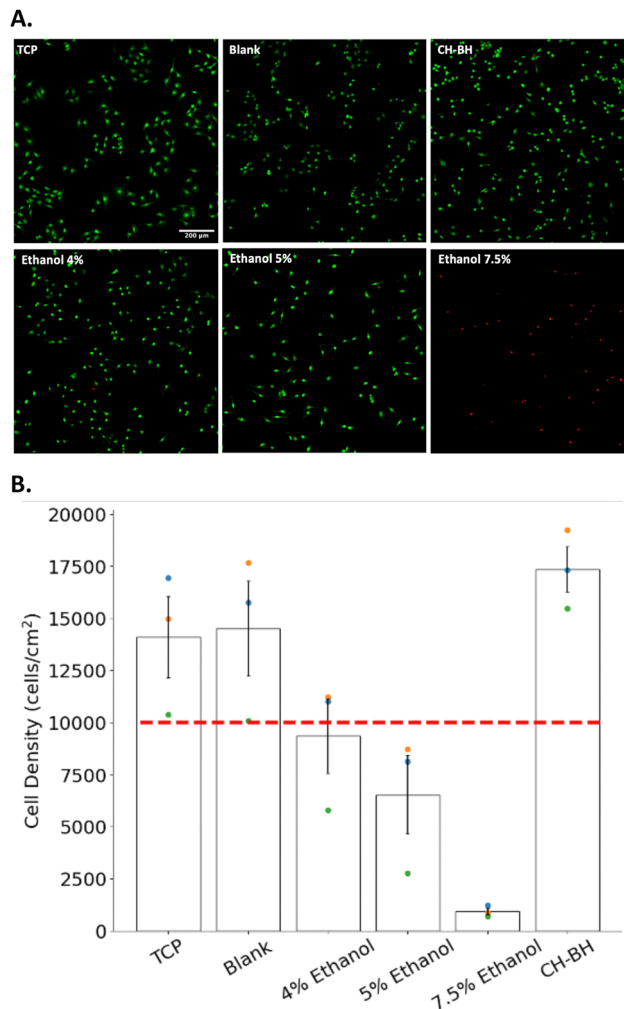 A.
TCP
Blank
CH-BH
200 µm
Ethanol 4%
Ethanol 5%
Ethanol 7.5%
B.
Cell Density (cells/cm²)
20000
17500
15000
12500
10000
7500
5000
2500
0
TCP
Blank
4% Ethanol
5% Ethanol
7.5% Ethanol
CH-BH